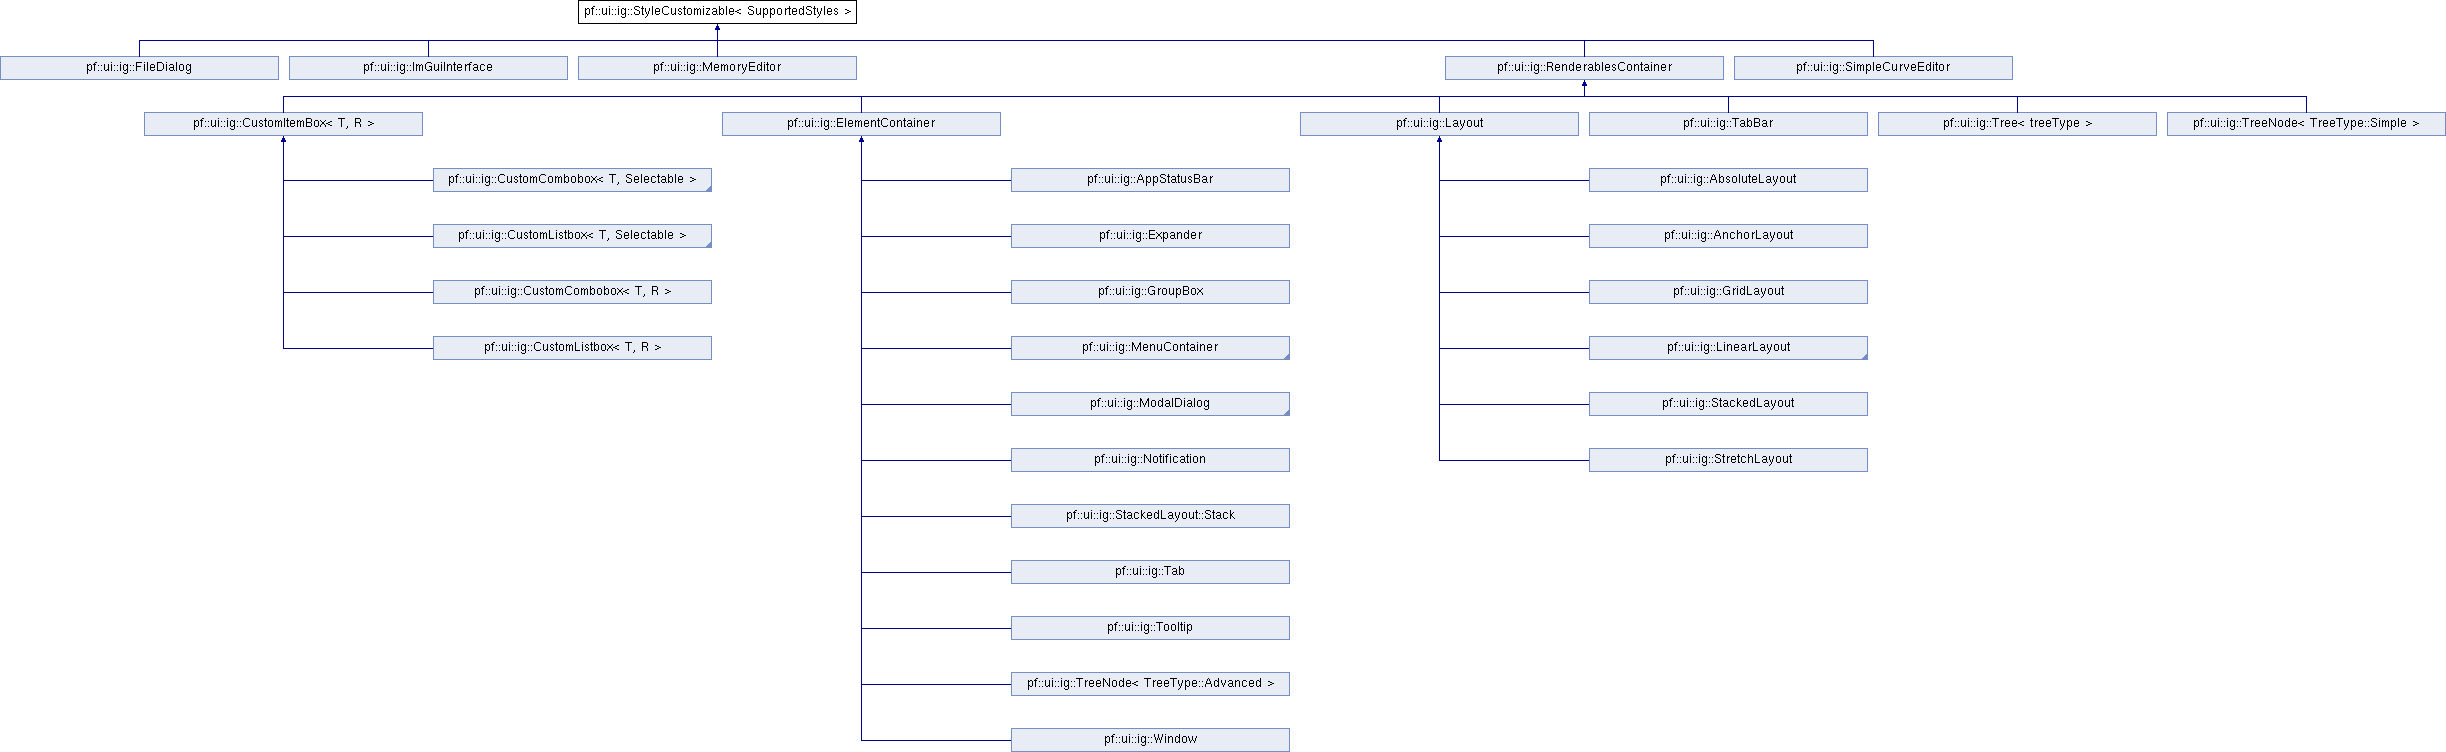 pf::ui::ig::StyleCustomizable< SupportedStyles >
pf::ui::ig::FileDialog
pf::ui::ig::ImGuiInterface
pf::ui::ig::MemoryEditor
pf::ui::ig::RenderablesContainer
pf::ui::ig::SimpleCurveEditor
pf::ui::ig::CustomItemBox< T, R >
pf::ui::ig::ElementContainer
pf::ui::ig::Layout
pf::ui::ig::TabBar
pf::ui::ig::Tree< treeType >
pf::ui::ig::TreeNode< TreeType::Simple >
pf::ui::ig::CustomCombobox< T, Selectable >
pf::ui::ig::AppStatusBar
pf::ui::ig::AbsoluteLayout
pf::ui::ig::CustomListbox< T, Selectable >
pf::ui::ig::Expander
pf::ui::ig::AnchorLayout
pf::ui::ig::CustomCombobox< T, R >
pf::ui::ig::GroupBox
pf::ui::ig::GridLayout
pf::ui::ig::CustomListbox< T, R >
pf::ui::ig::MenuContainer
pf::ui::ig::LinearLayout
pf::ui::ig::ModalDialog
pf::ui::ig::StackedLayout
pf::ui::ig::Notification
pf::ui::ig::StretchLayout
pf::ui::ig::StackedLayout::Stack
pf::ui::ig::Tab
pf::ui::ig::Tooltip
pf::ui::ig::TreeNode< TreeType::Advanced >
pf::ui::ig::Window